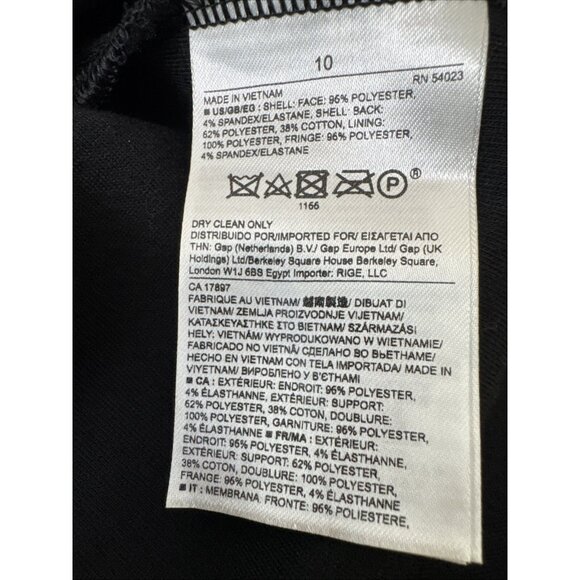 10
RN 54023
MADE IN VIETNAM
■ US/GB/EG : SHELL: FACE: 96% POLYESTER,
4% SPANDEX/ELASTANE, SHELL: BACK:
62% POLYESTER, 38% COTTON, LINING:
100% POLYESTER, FRINGE: 96% POLYESTER,
4% SPANDEX/ELASTANE
P ®
1166
DRY CLEAN ONLY
DISTRIBUIDO POR/IMPORTED FOR/ ΕΙΣΑΓΕΤΑΙ ΑΠΟ
ΤΗΝ: Gap (Netherlands) B.V./ Gap Europe Ltd/ Gap (UK
Holdings) Ltd/Berkeley Square House Berkeley Square,
London W1J 6BS Egypt Importer: RIGE, LLC
CA 17897
FABRIQUE AU VIETNAM/ 越南製造/ DIBUAT DI
VIETNAM/ ZEMLJA PROIZVODNJE VIJETNAM/
ΚΑΤΑΣΚΕΥΑΣΤΗΚΕ ΣΤΟ ΒΙΕΤΝΑΜ/ SZÁRMAZÁSI
HELY: VIETNÁM/ WYPRODUKOWANO W WIETNAMIE/
FABRICADO NO VIETNÃ/ СДЕЛАНО ВО ВЬЕТНАМЕ/
HECHO EN VIETNAM CON TELA IMPORTADA/ MADE IN
VIYETNAM/ ВИРОБЛЕНО У В'ЄТНАМІ
■ CA : EXTÉRIEUR: ENDROIT: 96% POLYESTER,
4% ÉLASTHANNE, EXTÉRIEUR: SUPPORT:
62% POLYESTER, 38% COTON, DOUBLURE:
100% POLYESTER, GARNITURE: 96% POLYESTER,
4% ÉLASTHANNE ■ FR/MA : EXTÉRIEUR:
ENDROIT: 96% POLYESTER, 4% ÉLASTHANNE,
EXTÉRIEUR: SUPPORT: 62% POLYESTER,
38% COTON, DOUBLURE: 100% POLYESTER,
FRANGE: 96% POLYESTER, 4% ÉLASTHANNE
■ IT : MEMBRANA: FRONTE: 96% POLIESTERE,